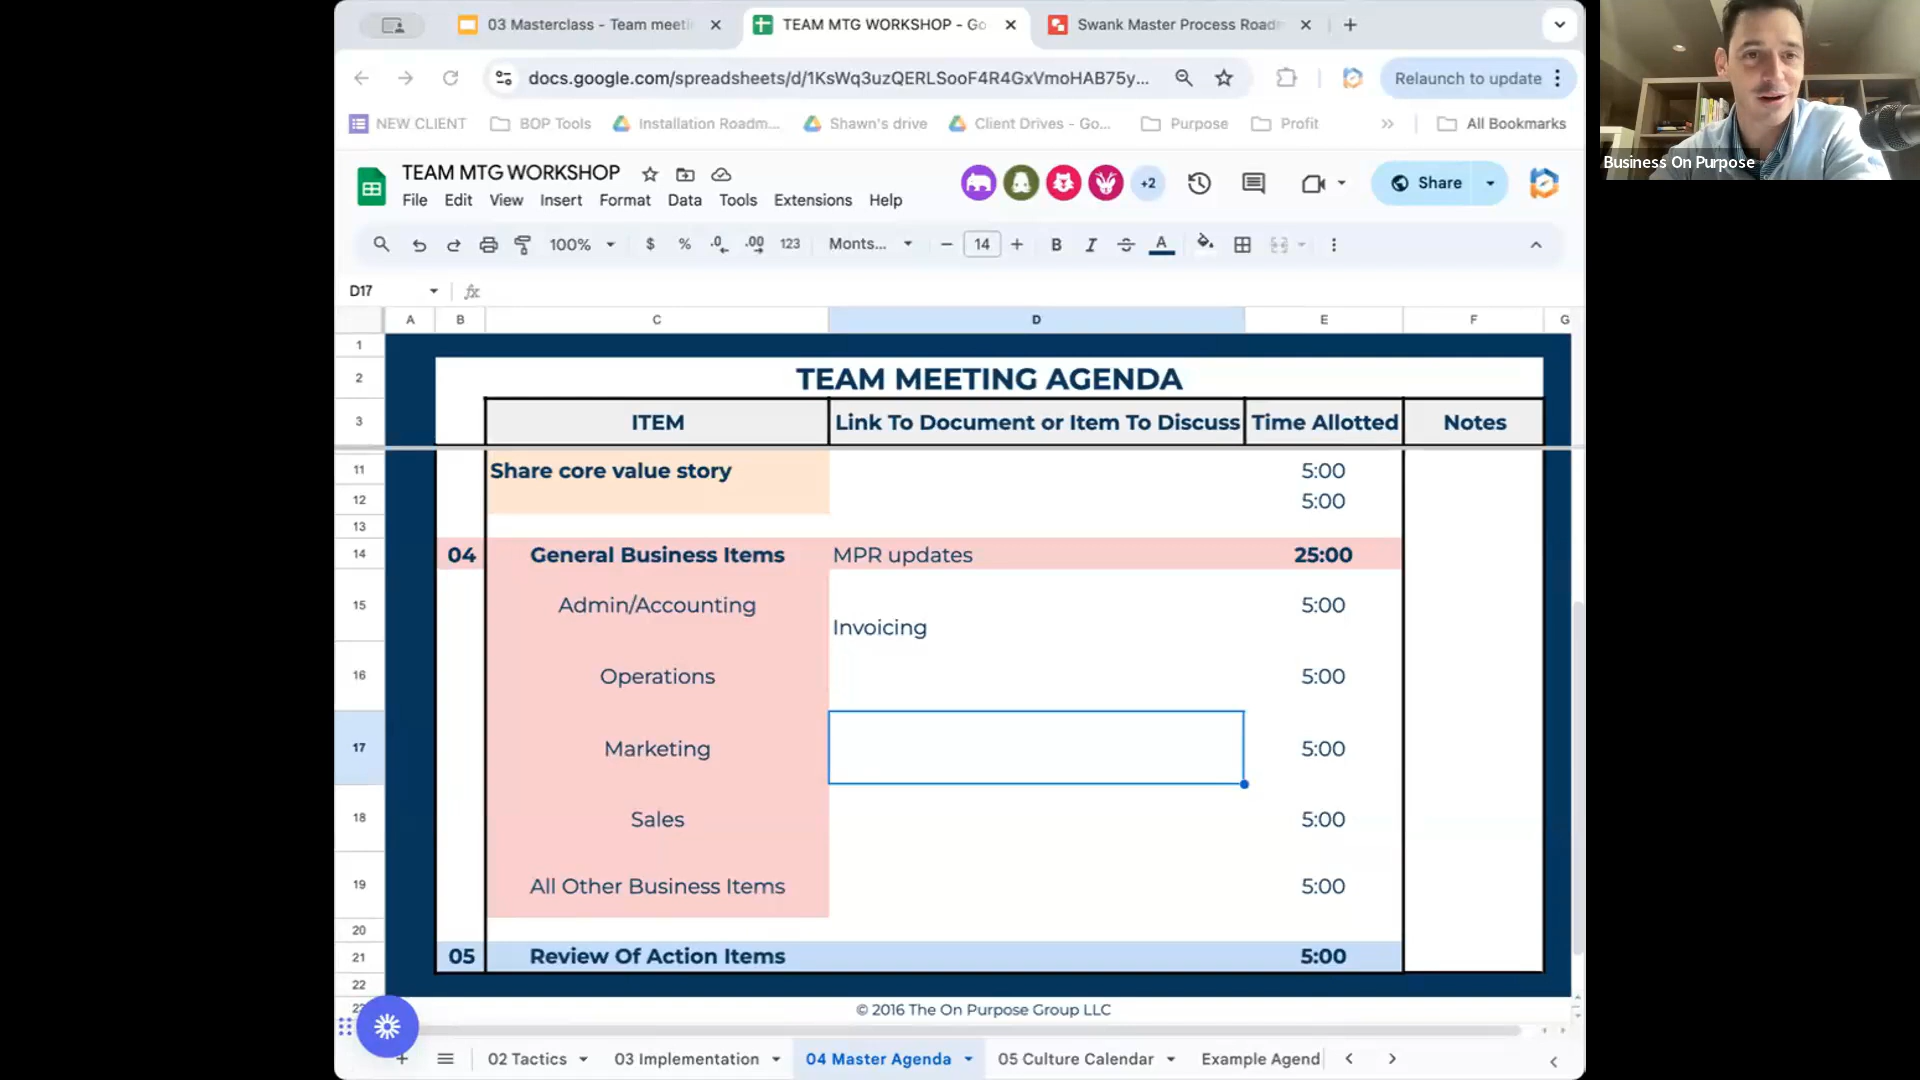 03 Masterclass - Team meeti
TEAM MTG WORKSHOP - Go
Swank Master Process Road
docs.google.com/spreadsheets/d/1KsWq3uzQERLSooF4R4GxVmoHAB75y...
Relaunch to update
NEW CLIENT
BOP Tools
Installation Roadm...
Shawn's drive
Client Drives - Go...
Purpose
Profit
All Bookmarks
Business On Purpose
TEAM MTG WORKSHOP
+2
Share
File Edit View Insert Format Data Tools Extensions Help
100% $ % .0 .00 123 Monts... 14 B I A
D17 fx
A B C D E F G
1
2 TEAM MEETING AGENDA
3 ITEM Link To Document or Item To Discuss Time Allotted Notes
11 Share core value story 5:00
12 5:00
13
14 04 General Business Items MPR updates 25:00
15 Admin/Accounting Invoicing 5:00
16 Operations 5:00
17 Marketing 5:00
18 Sales 5:00
19 All Other Business Items 5:00
20
21 05 Review Of Action Items 5:00
22
© 2016 The On Purpose Group LLC
02 Tactics 03 Implementation 04 Master Agenda 05 Culture Calendar Example Agend